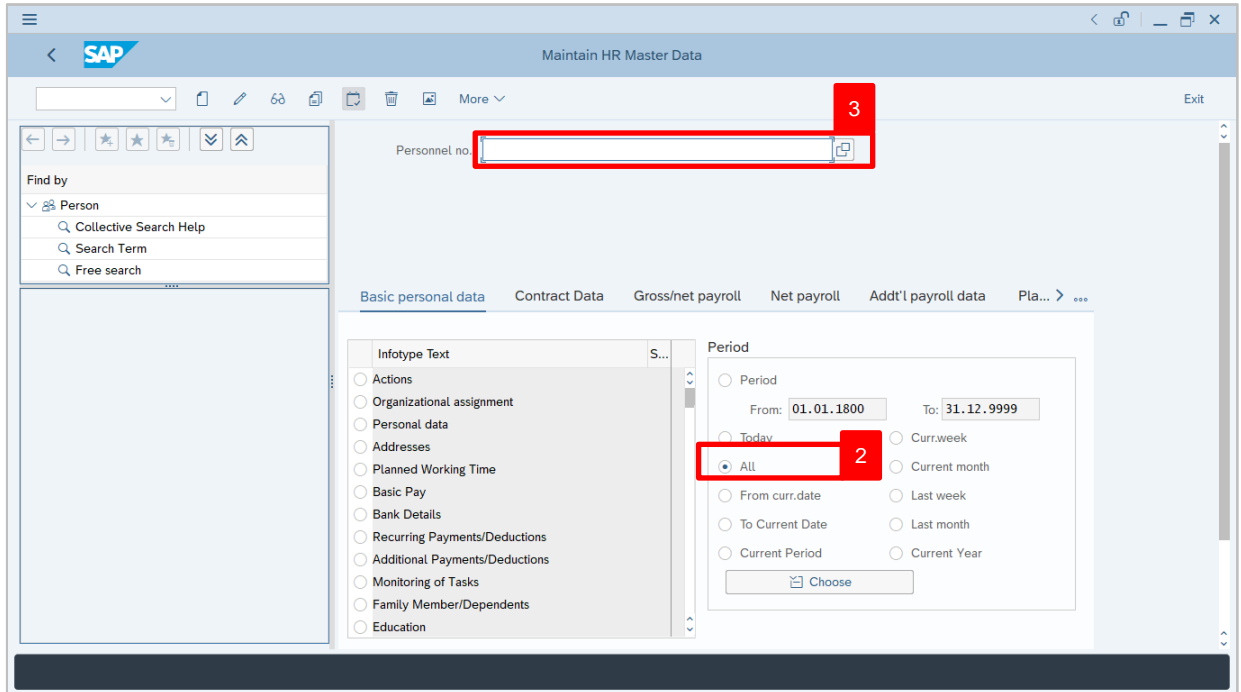 SAP
Maintain HR Master Data
More
Exit
3
Personnel no.
Find by
Person
Collective Search Help
Search Term
Free search
Basic personal data Contract Data Gross/net payroll Net payroll Addt'l payroll data Pla...
Infotype Text S...
Actions
Organizational assignment
Personal data
Addresses
Planned Working Time
Basic Pay
Bank Details
Recurring Payments/Deductions
Additional Payments/Deductions
Monitoring of Tasks
Family Member/Dependents
Education
Period
Period
From: 01.01.1800 To: 31.12.9999
Today Curr.week
All 2 Current month
From curr.date Last week
To Current Date Last month
Current Period Current Year
Choose